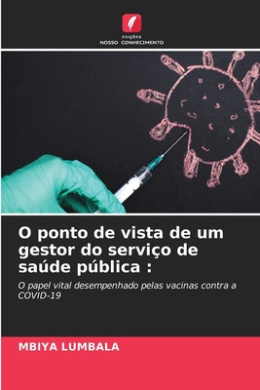 edições
NOSSO CONHECIMENTO
O ponto de vista de um
gestor do serviço de
saúde pública :
O papel vital desempenhado pelas vacinas contra a
COVID-19
MBIYA LUMBALA